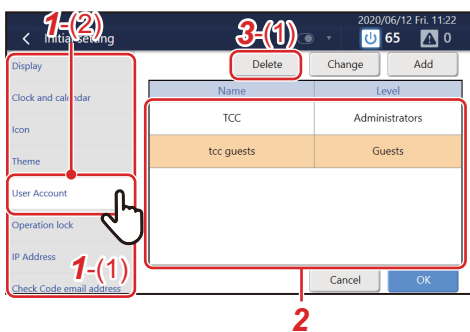 2020/06/12 Fri. 11:22
1-(2)
3-(1)
Initial setting
65
0
Display
Delete
Change
Add
Clock and calendar
Name
Level
TCC
Administrators
Icon
tcc guests
Guests
Theme
User Account
Operation lock
IP Address
1-(1)
Check Code email address
Cancel
OK
2